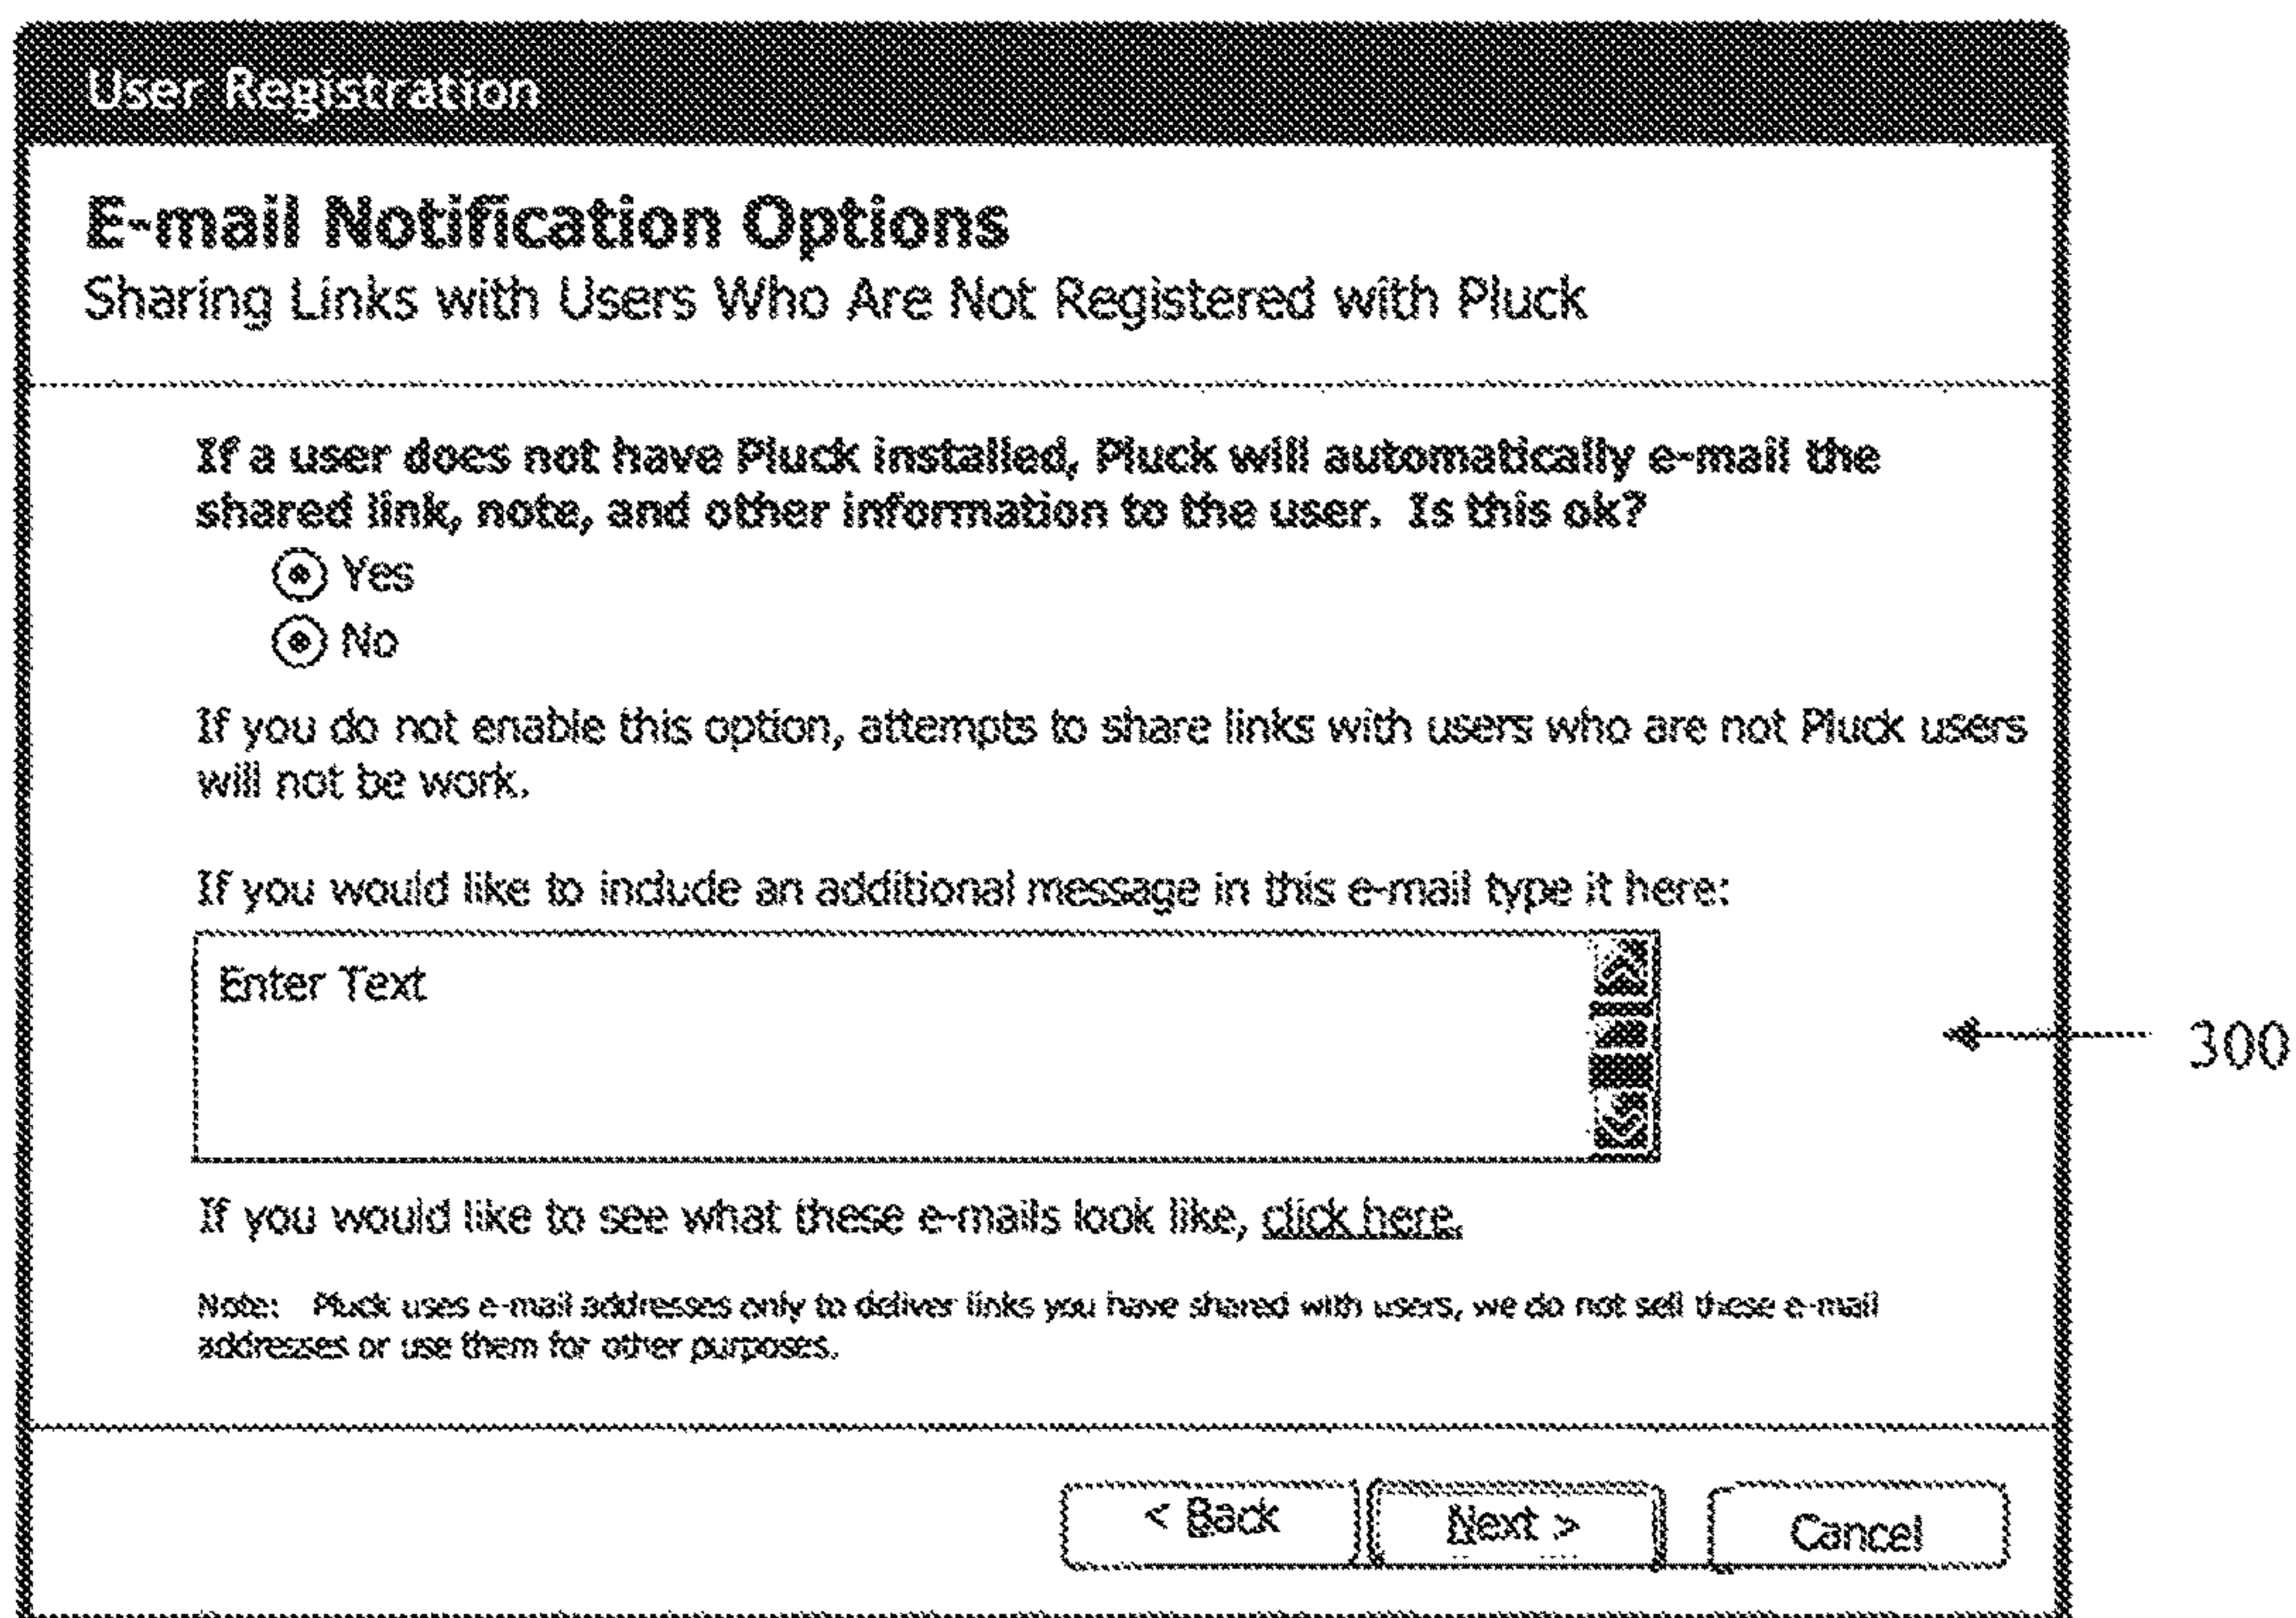 User Registration
E-mail Notification Options
Sharing Links with Users Who Are Not Registered with Pluck
If a user does not have Pluck installed, Pluck will automatically e-mail the
shared link, note, and other information to the user. Is this ok?
Yes
No
If you do not enable this option, attempts to share links with users who are not Pluck users
will not be work.
If you would like to include an additional message in this e-mail type it here:
Enter Text
300
If you would like to see what these e-mails look like, click here.
Note: Pluck uses e-mail addresses only to deliver links you have shared with users, we do not sell these e-mail
addresses or use them for other purposes.
< Back Next > Cancel